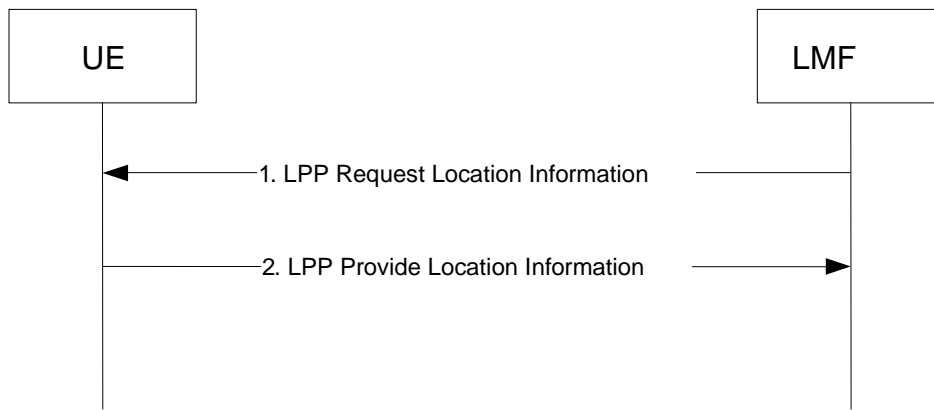 UE
LMF
1. LPP Request Location Information
2. LPP Provide Location Information